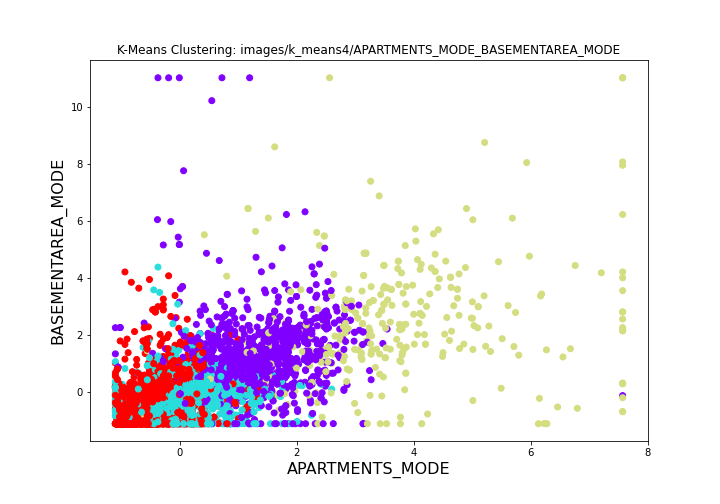 K-Means Clustering: images/k_means4/APARTMENTS_MODE_BASEMENTAREA_MODE
10
8
6
4
2
0
BASEMENTAREA_MODE
0 2 4 6 8
APARTMENTS_MODE